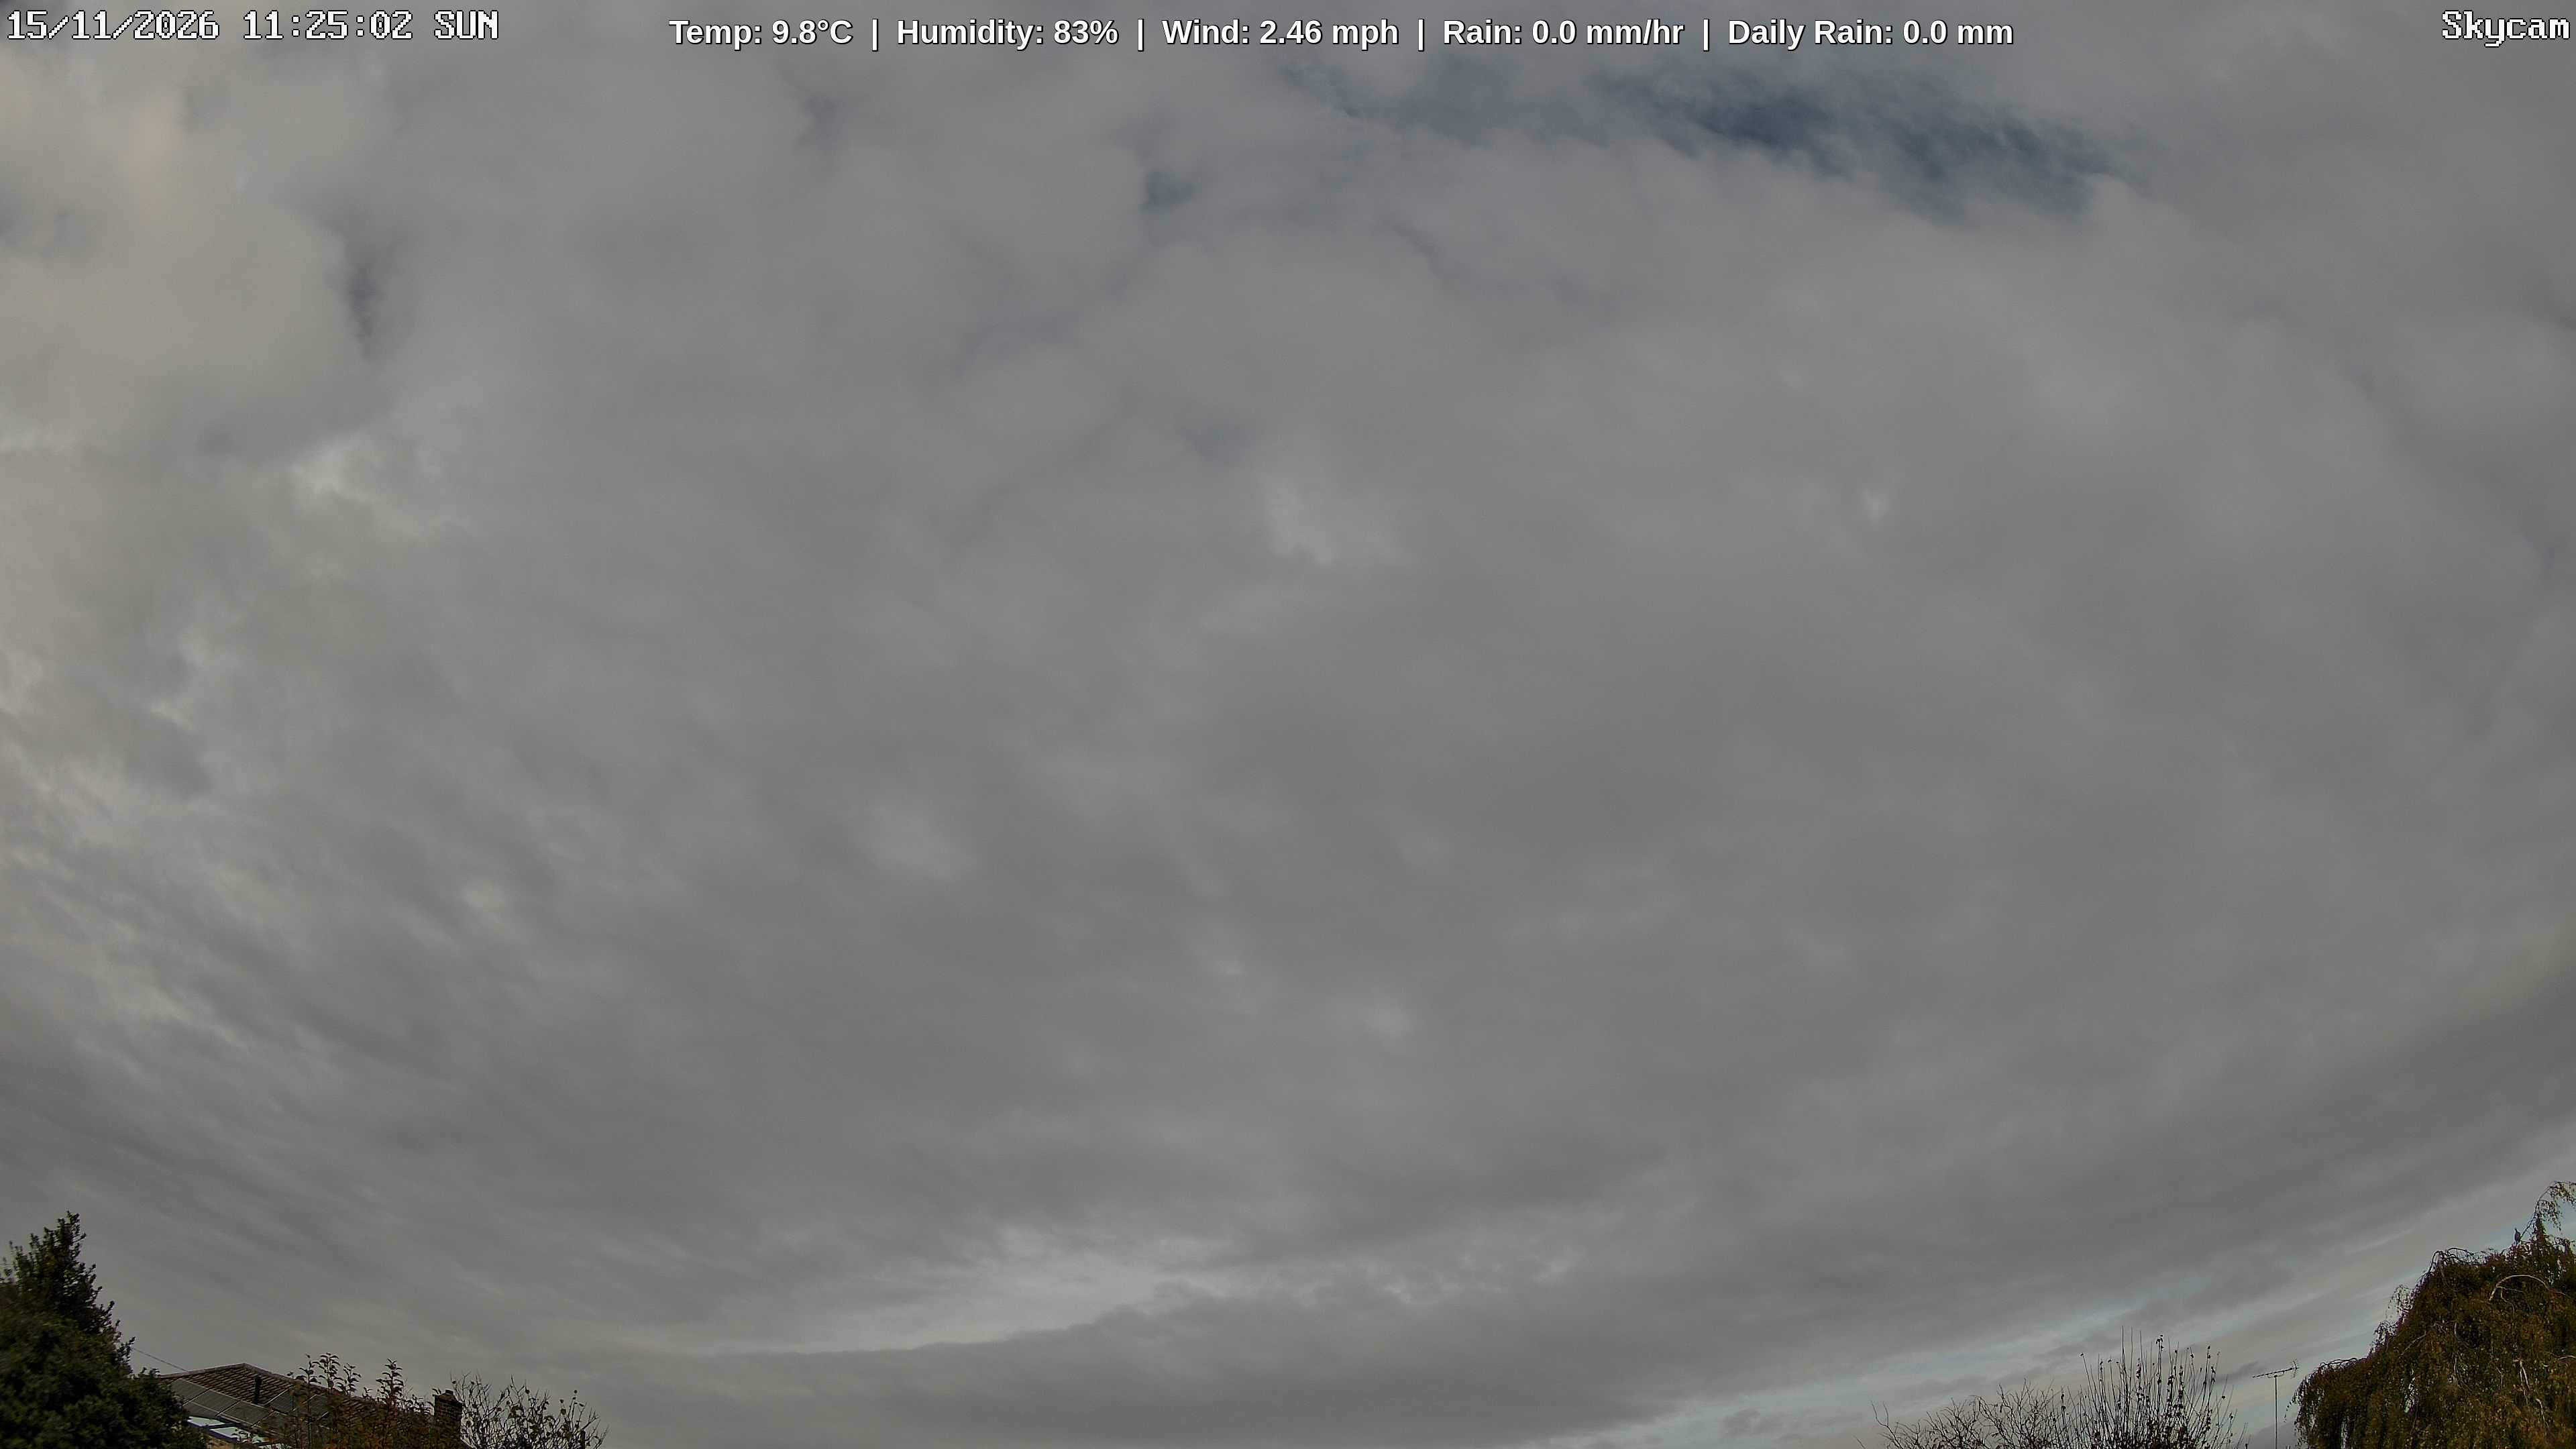 15/11/2026 11:25:02 SUN
Temp: 9.8°C | Humidity: 83% | Wind: 2.46 mph | Rain: 0.0 mm/hr | Daily Rain: 0.0 mm
Skycam